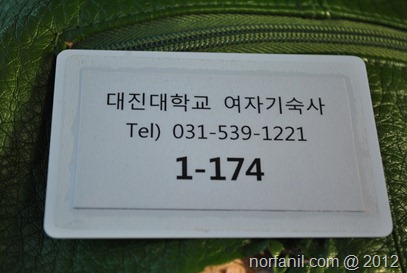 대진대학교 여자기숙사
Tel) 031-539-1221
1-174
norfanil.com @ 2012